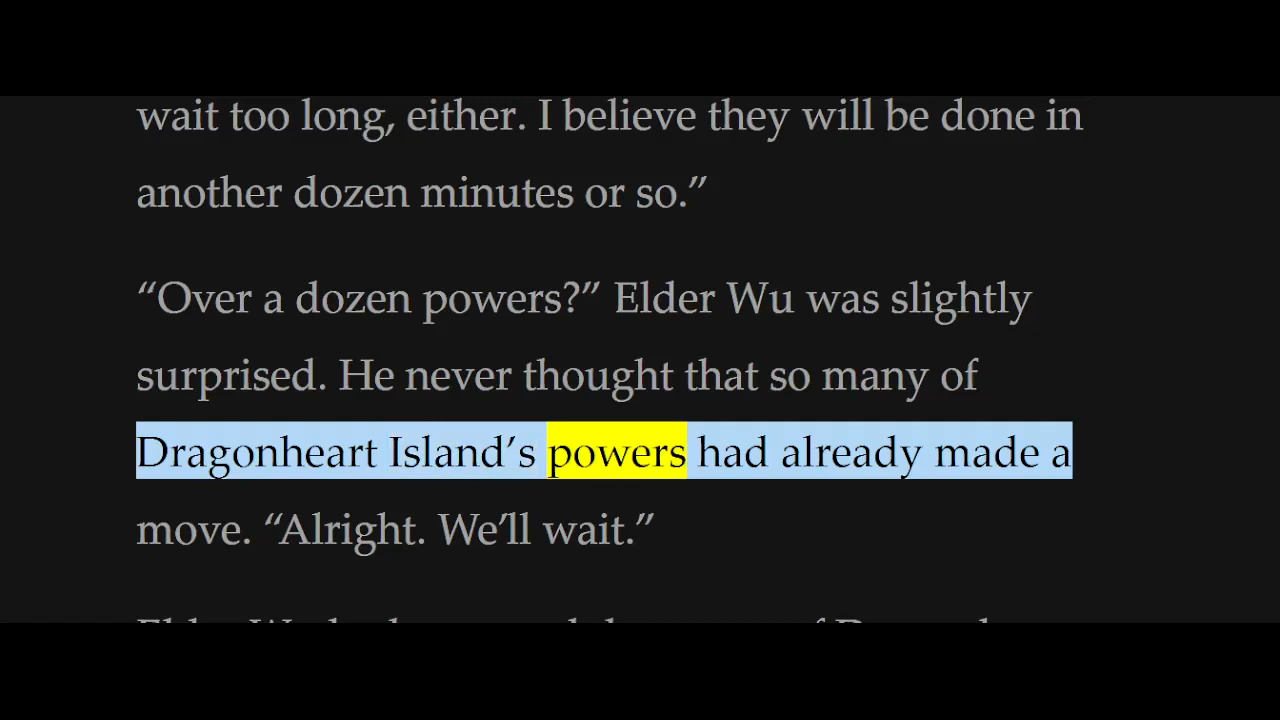 wait too long, either. I believe they will be done in
another dozen minutes or so.”
“Over a dozen powers?” Elder Wu was slightly
surprised. He never thought that so many of
Dragonheart Island’s powers had already made a
move. “Alright. We’ll wait.”